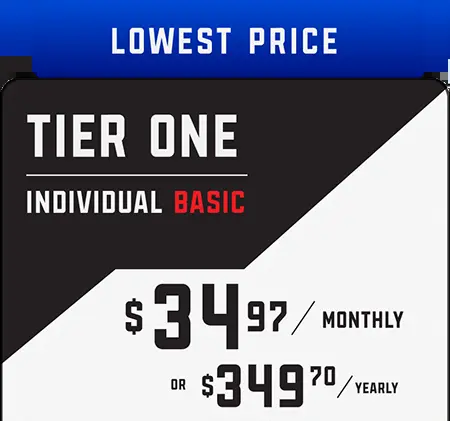 LOWEST PRICE
TIER ONE
INDIVIDUAL BASIC
$3497/MONTHLY
OR $34970/YEARLY